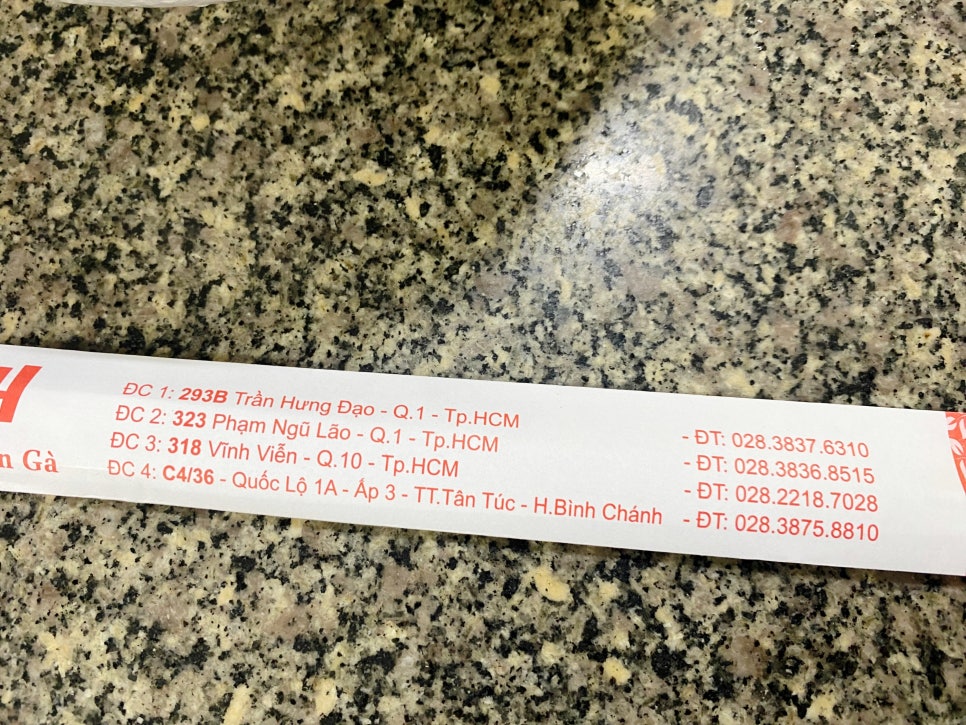 H
n Gà
ĐC 1: 293B Trần Hưng Đạo - Q.1 - Tp.HCM - ĐT: 028.3837.6310
ĐC 2: 323 Phạm Ngũ Lão - Q.1 - Tp.HCM - ĐT: 028.3836.8515
ĐC 3: 318 Vĩnh Viễn - Q.10 - Tp.HCM - ĐT: 028.2218.7028
ĐC 4: C4/36 - Quốc Lộ 1A - Ấp 3 - TT.Tân Túc - H.Bình Chánh - ĐT: 028.3875.8810